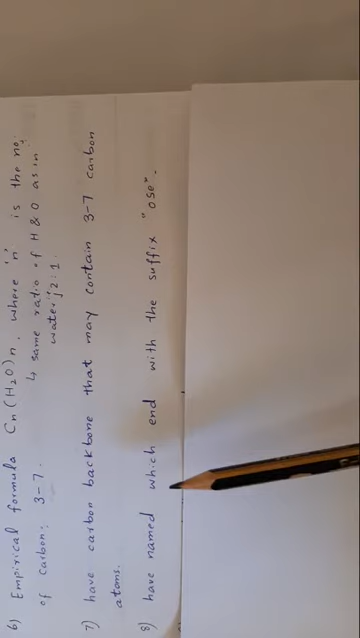 6) Empirical formula Cn(H2O)n, where 'n' is the no.
↳ same ratio of H & O as in
water; 2:1.
of carbon: 3-7.
7) have carbon backbone that may contain 3-7 carbon
atoms.
8) have named which end with the suffix "ose".